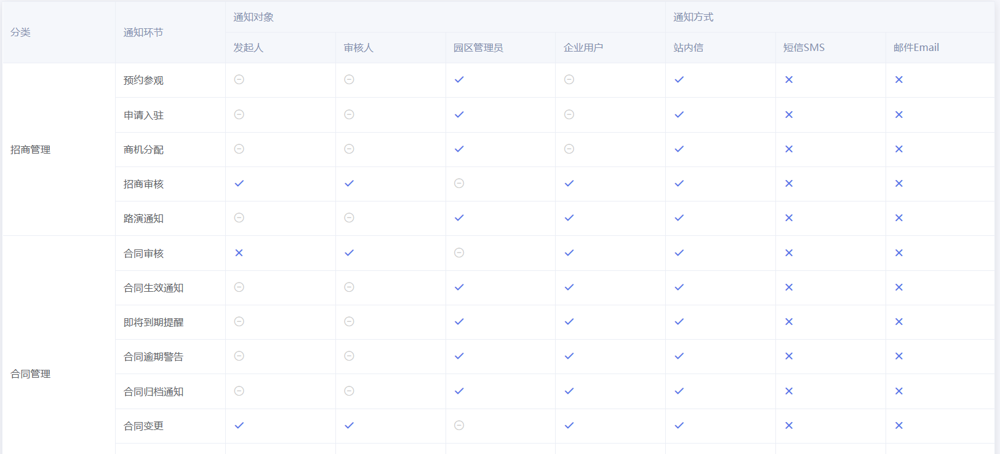 分类
通知环节
通知对象
通知方式
发起人
审核人
园区管理员
企业用户
站内信
短信SMS
邮件Email
招商管理
预约参观
申请入驻
商机分配
招商审核
路演通知
合同管理
合同审核
合同生效通知
即将到期提醒
合同逾期警告
合同归档通知
合同变更